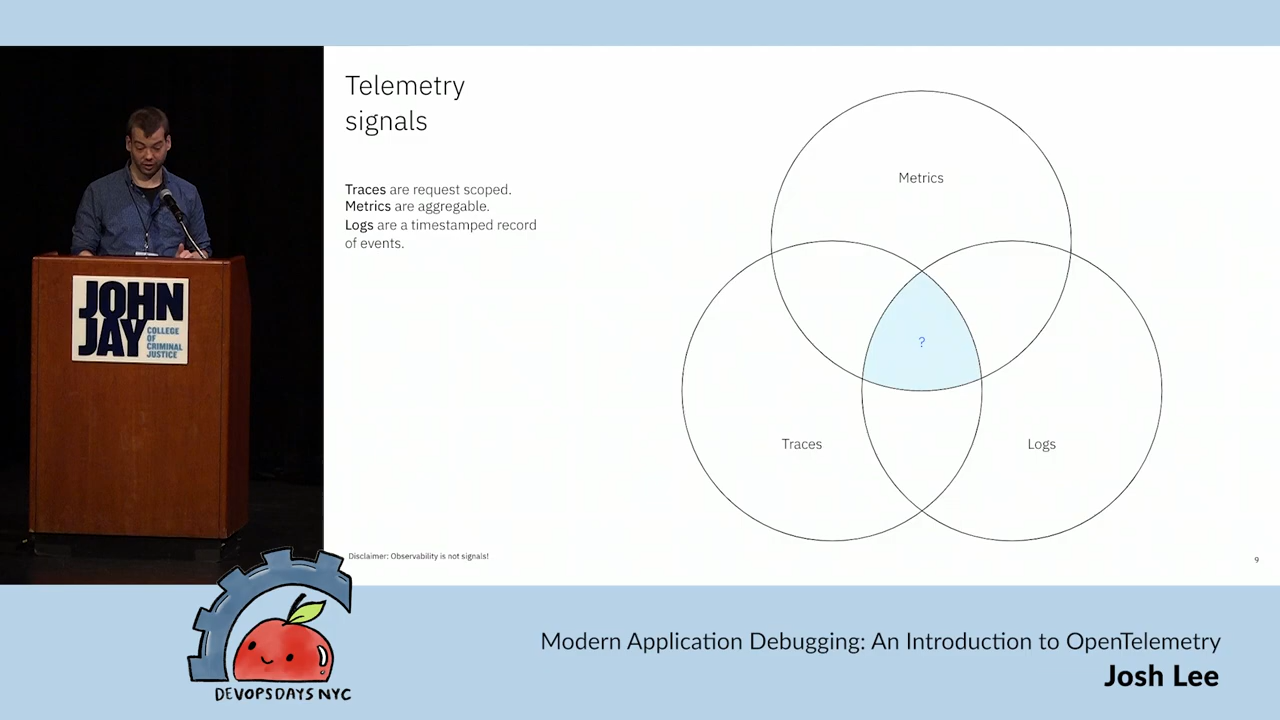 Telemetry
signals
Traces are request scoped.
Metrics are aggregable.
Logs are a timestamped record
of events.
Metrics
?
Traces
Logs
Disclaimer: Observability is not signals!
9
JOHN
JAY
COLLEGE
OF
CRIMINAL
JUSTICE
DEVOPSDAYS NYC
Modern Application Debugging: An Introduction to OpenTelemetry
Josh Lee